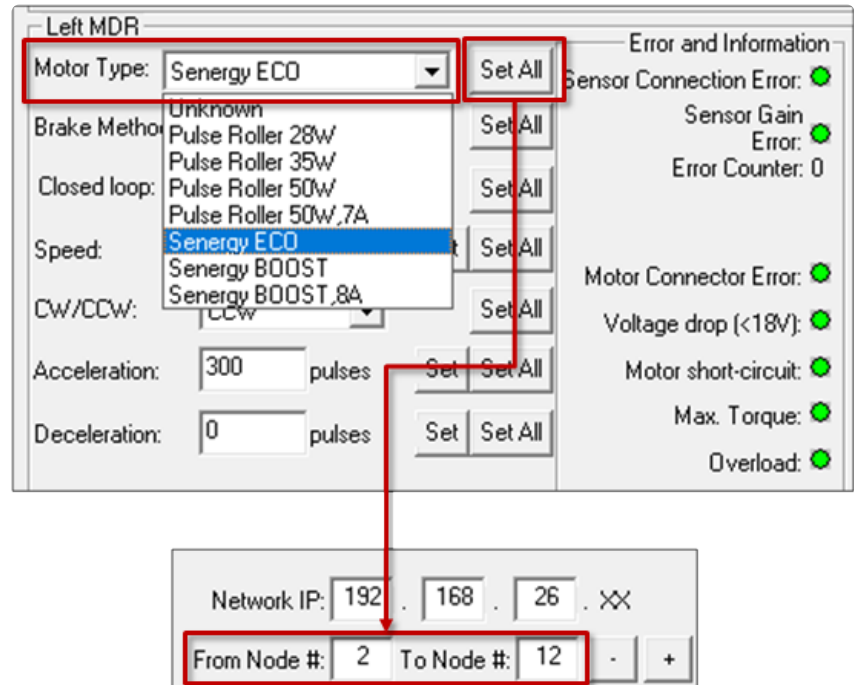 Left MDR
Error and Information
Motor Type: Senergy ECO Set All
Sensor Connection Error:
Unknown
Brake Metho Set All
Sensor Gain
Error:
Pulse Roller 28W
Pulse Roller 35W
Error Counter: 0
Closed loop: Set All
Pulse Roller 50W
Pulse Roller 50W,7A
Speed: Set All
Senergy ECO
Senergy BOOST
Motor Connector Error:
Senergy BOOST,8A
CW/CCW: CCW Set All
Voltage drop (<18V):
Acceleration: 300 pulses Set Set All
Motor short-circuit:
Max. Torque:
Deceleration: 0 pulses Set Set All
Overload:
Network IP: 192 . 168 . 26 . XX
From Node #: 2 To Node #: 12 - +